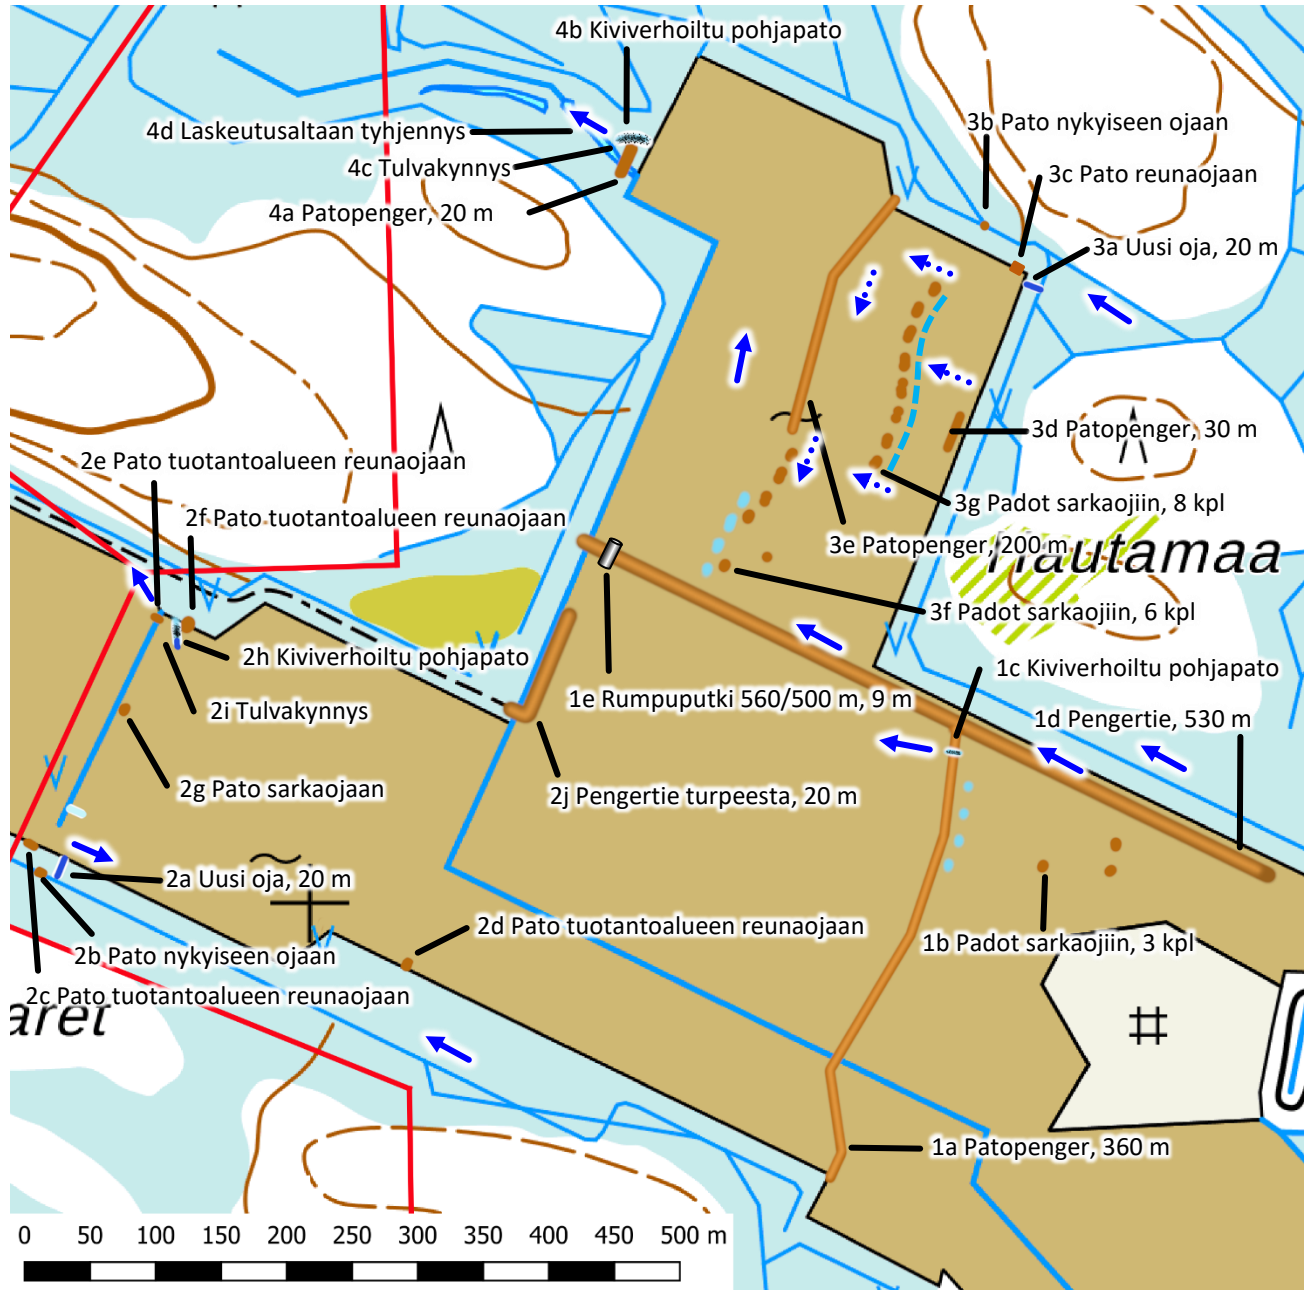 4b Kiviverhoiltu pohjapato
4d Laskeutusaltaan tyhjennys
3b Pato nykyiseen ojaan
4c Tulvakynnys
3c Pato reunaojaan
4a Patopenger, 20 m
3a Uusi oja, 20 m
3d Patopenger, 30 m
2e Pato tuotantoalueen reunaojaan
3g Padot sarkaojiin, 8 kpl
2f Pato tuotantoalueen reunaojaan
3e Patopenger, 200 m
Hautamaa
3f Padot sarkaojiin, 6 kpl
2h Kiviverhoiltu pohjapato
1c Kiviverhoiltu pohjapato
1e Rumpuputki 560/500 m, 9 m
2i Tulvakynnys
1d Pengertie, 530 m
2g Pato sarkaojaan
2j Pengertie turpeesta, 20 m
2a Uusi oja, 20 m
2d Pato tuotantoalueen reunaojaan
1b Padot sarkaojiin, 3 kpl
2b Pato nykyiseen ojaan
2c Pato tuotantoalueen reunaojaan
aret
1a Patopenger, 360 m
0 50 100 150 200 250 300 350 400 450 500 m